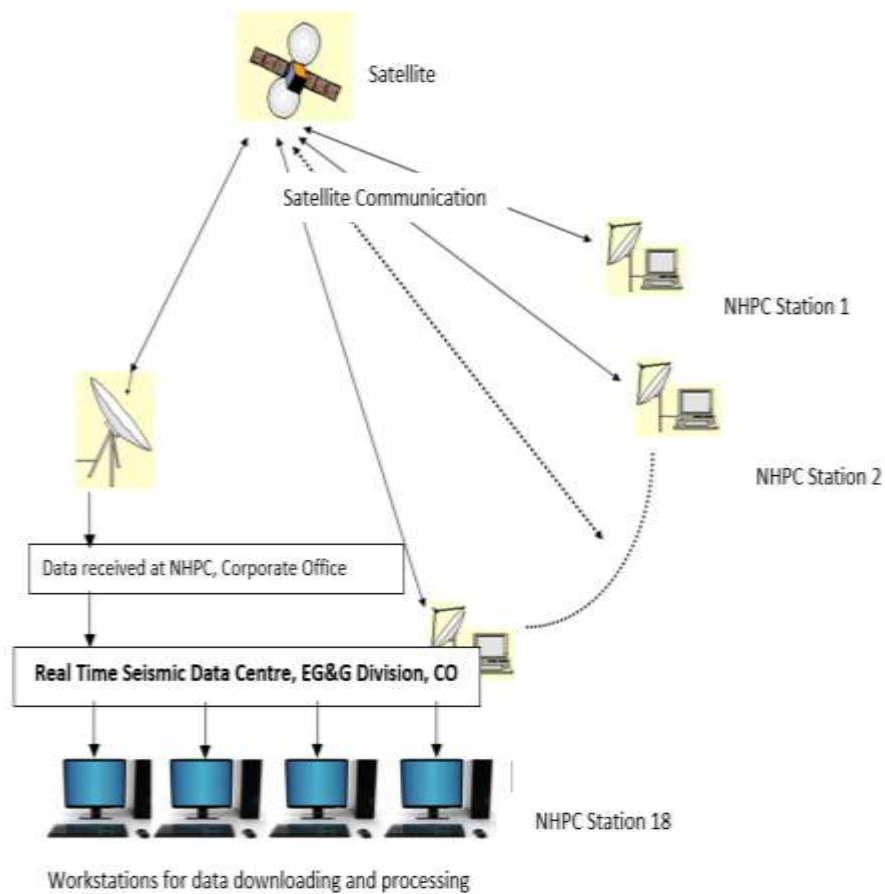 Satellite
Satellite Communication
NHPC Station 1
NHPC Station 2
Data received at NHPC, Corporate Office
Real Time Seismic Data Centre, EG&G Division, CO
NHPC Station 18
Workstations for data downloading and processing